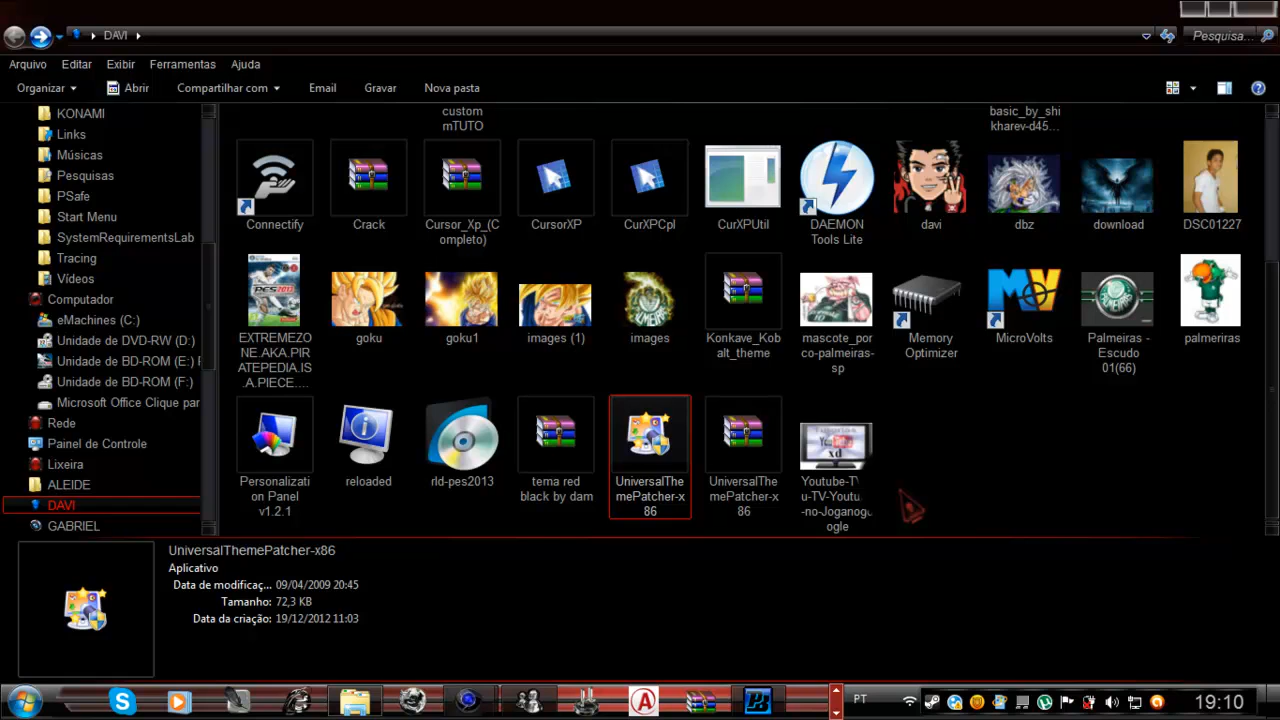 DAVI
Pesquisa...
Arquivo Editar Exibir Ferramentas Ajuda
Organizar Abrir Compartilhar com Email Gravar Nova pasta
KONAMI
Links
Músicas
Pesquisas
PSafe
Start Menu
SystemRequirementsLab
Tracing
Vídeos
Computador
eMachines (C:)
Unidade de DVD-RW (D:)
Unidade de BD-ROM (E:)
Unidade de BD-ROM (F:)
Microsoft Office Clique par
Rede
Painel de Controle
Lixeira
ALEIDE
DAVI
GABRIEL
custom
mTUTO
basic_by_shi
kharev-d45...
Connectify
Crack
Cursor_Xp_(C
ompleto)
CursorXP
CurXPCpl
CurXPUtil
DAEMON
Tools Lite
davi
dbz
download
DSC01227
EXTREMEZO
NE.AKA.PIR
ATEPEDIA.IS
.A.PIECE....
goku
goku1
images (1)
images
Konkave_Kob
alt_theme
mascote_por
co-palmeiras-
sp
Memory
Optimizer
MicroVolts
Palmeiras -
Escudo
01(66)
palmeriras
Personalizati
on Panel
v1.2.1
reloaded
rld-pes2013
tema red
black by dam
UniversalThe
mePatcher-x
86
UniversalThe
mePatcher-x
86
Youtube-TV
u-TV-Youtu
-no-Joganog
ogle
UniversalThemePatcher-x86
Aplicativo
Data de modificaç... 09/04/2009 20:45
Tamanho: 72,3 KB
Data da criação: 19/12/2012 11:03
PT
19:10